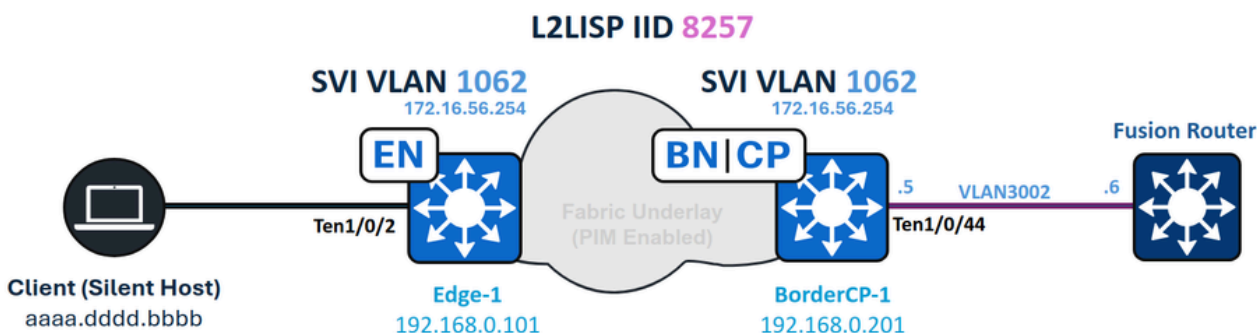 L2LISP IID 8257
SVI VLAN 1062
172.16.56.254
SVI VLAN 1062
172.16.56.254
EN
BN|CP
Fusion Router
Fabric Underlay
(PIM Enabled)
.5
VLAN3002
.6
Ten1/0/2
Ten1/0/44
Client (Silent Host)
aaaa.dddd.bbbb
Edge-1
192.168.0.101
BorderCP-1
192.168.0.201